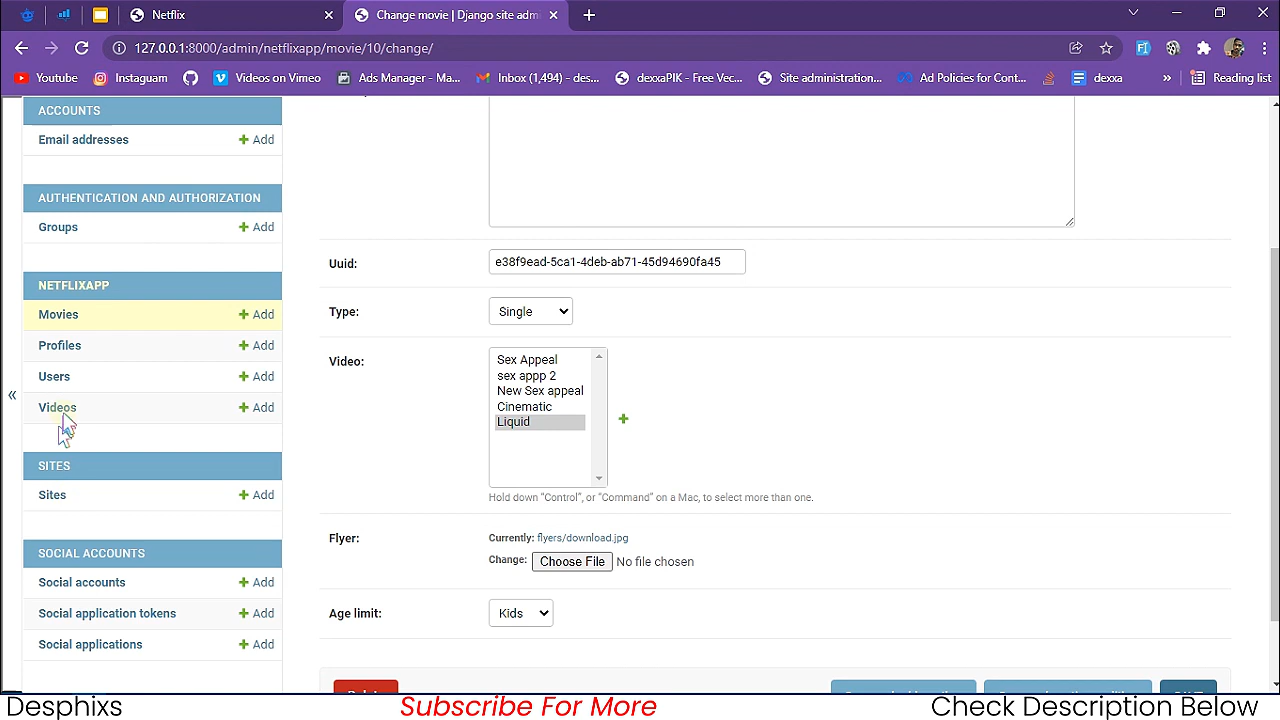 Netflix
Change movie | Django site adm
127.0.0.1:8000/admin/netflixapp/movie/10/change/
Youtube
Instaguam
Videos on Vimeo
Ads Manager - Ma...
Inbox (1,494) - des...
dexxaPIK - Free Vec...
Site administration...
Ad Policies for Cont...
dexxa
»
Reading list
ACCOUNTS
Email addresses + Add
AUTHENTICATION AND AUTHORIZATION
Groups + Add
NETFLIXAPP
Movies + Add
Profiles + Add
Users + Add
Videos + Add
SITES
Sites + Add
SOCIAL ACCOUNTS
Social accounts + Add
Social application tokens + Add
Social applications + Add
«
Uuid: e38f9ead-5ca1-4deb-ab71-45d94690fa45
Type: Single
Video:
Sex Appeal
sex appp 2
New Sex appeal
Cinematic
Liquid
Hold down “Control”, or “Command” on a Mac, to select more than one.
Flyer: Currently: flyers/download.jpg
Change: Choose File No file chosen
Age limit: Kids
Desphixs
Subscribe For More
Check Description Below